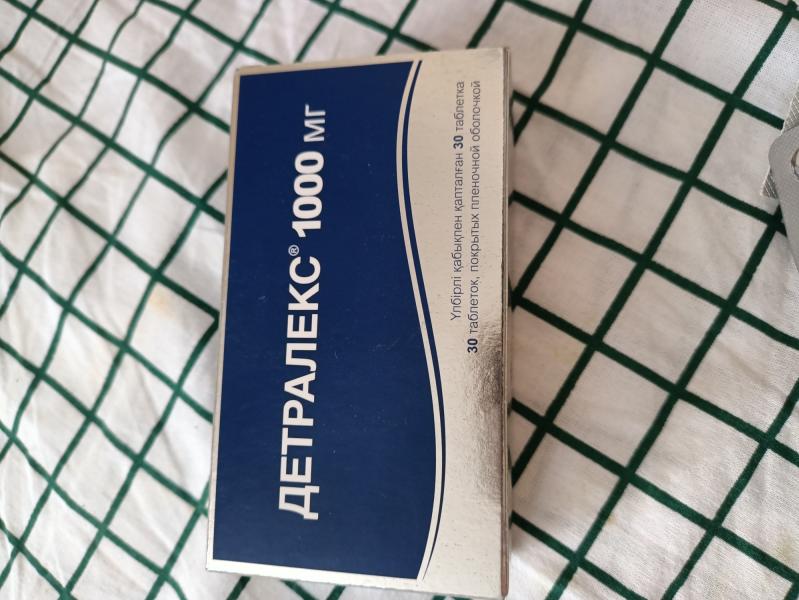 ДЕТРАЛЕКС® 1000 МГ
Үлбірлі қабықпен қапталған 30 таблетка
30 таблеток, покрытых пленочной оболочкой